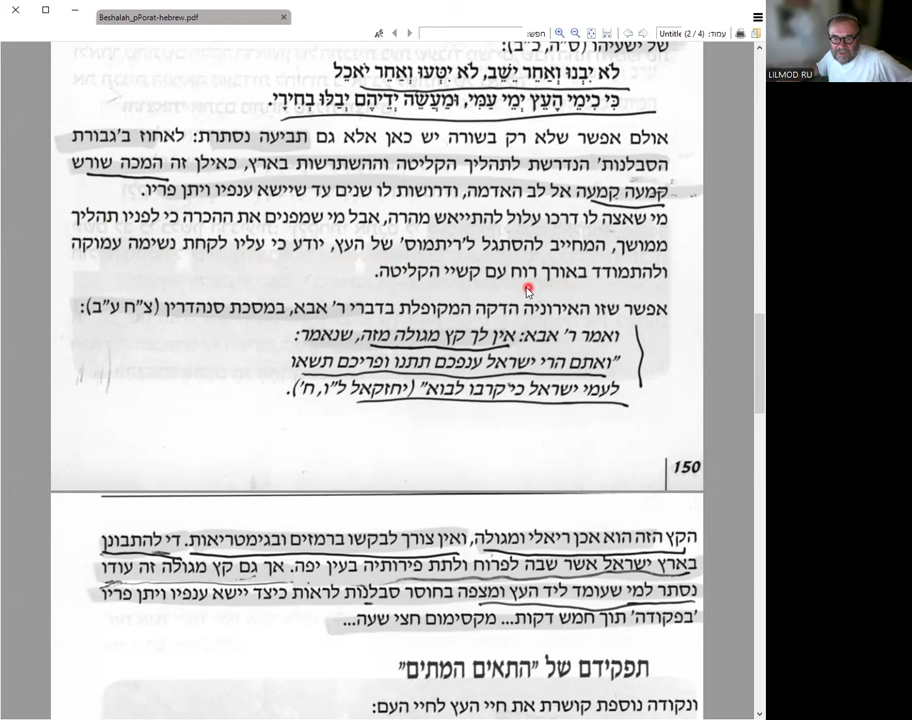 Beshalah_pPorat-hebrew.pdf
חפש:
Untitle (2 / 4) עמוד:
LiLMOD RU
של ישעיהו (ס״ה, כ״ב):
לֹא יִבְנוּ וְאַחֵר יֵשֵׁב, לֹא יִטְּעוּ וְאַחֵר יֹאכֵל
כִּי כִימֵי הָעֵץ יְמֵי עַמִּי, וּמַעֲשֵׂה יְדֵיהֶם יְבַלּוּ בְחִירָי.
אולם אפשר שלא רק בשורה יש כאן אלא גם תביעה נסתרת: לאחוז ב׳גבורת
הסבלנות׳ הנדרשת לתהליך הקליטה וההשתרשות בארץ, כאילן זה המכה שורש
קמעה קמעה אל לב האדמה, ודרושות לו שנים עד שיישא ענפיו ויתן פריו.
מי שאצה לו דרכו עלול להתייאש מהרה, אבל מי שמפנים את ההכרה כי לפניו תהליך
ממושך, המחייב להסתגל ל׳ריתמוס׳ של העץ, יודע כי עליו לקחת נשימה עמוקה
ולהתמודד באורך רוח עם קשיי הקליטה.
אפשר שזו האירוניה הדקה המקופלת בדברי ר׳ אבא, במסכת סנהדרין (צ״ח ע״ב):
ואמר ר׳ אבא: אין לך קץ מגולה מזה, שנאמר:
״ואתם הרי ישראל ענפכם תתנו ופריכם תשאו
לעמי ישראל כי קרבו לבוא״ (יחזקאל ל״ו, ח׳).
150
הקץ הזה הוא אכן ריאלי ומגולה, ואין צורך לבקשו ברמזים ובגימטריאות. די להתבונן
בארץ ישראל אשר שבה לפרוח ולתת פירותיה בעין יפה. אך גם קץ מגולה זה עודו
נסתר למי שעומד ליד העץ ומצפה בחוסר סבלנות לראות כיצד יישא ענפיו ויתן פריו
׳בפקודה׳ תוך חמש דקות... מקסימום חצי שעה...
תפקידם של ״התאים המתים״
ונקודה נוספת קושרת את חיי העץ לחיי העם: